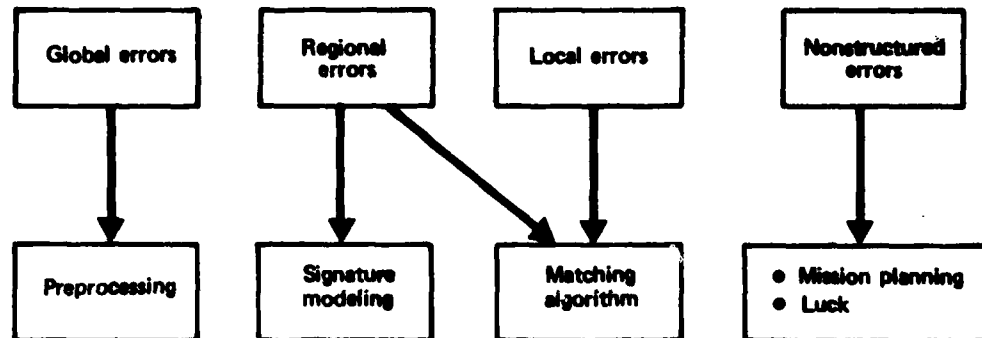 Global errors
Regional
errors
Local errors
Nonstructured
errors
Preprocessing
Signature
modeling
Matching
algorithm
● Mission planning
● Luck